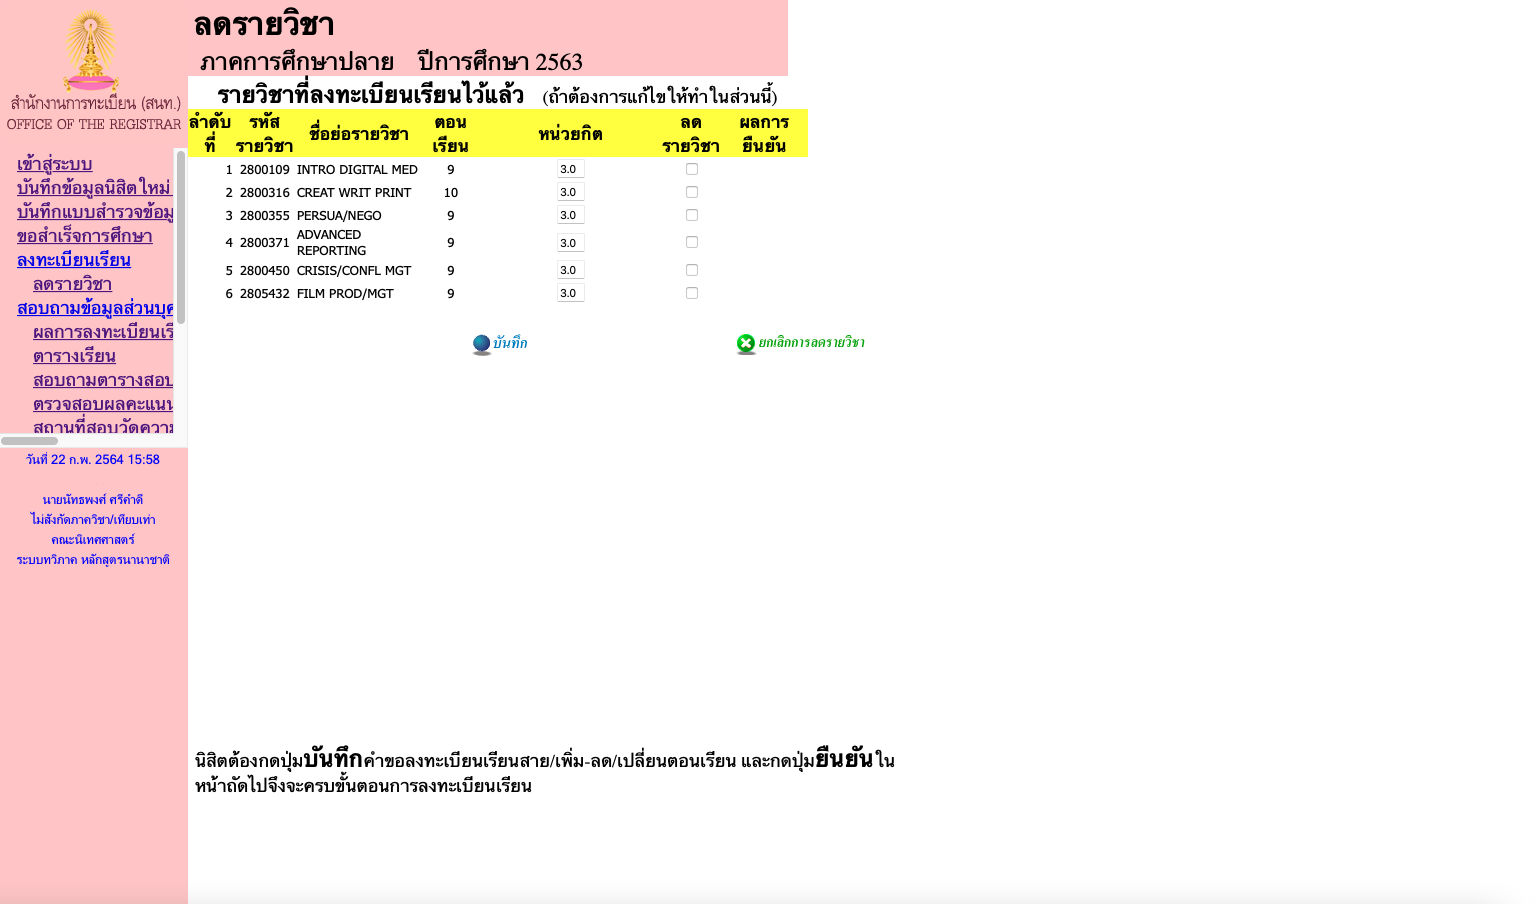 สำนักงานการทะเบียน (สนท.)
OFFICE OF THE REGISTRAR
เข้าสู่ระบบ
บันทึกข้อมูลนิสิตใหม่
บันทึกแบบสำรวจข้อมู
ขอสำเร็จการศึกษา
ลงทะเบียนเรียน
ลดรายวิชา
สอบถามข้อมูลส่วนบุค
ผลการลงทะเบียนเรี
ตารางเรียน
สอบถามตารางสอบ
ตรวจสอบผลคะแนน
สถานที่สอบวัดความ
วันที่ 22 ก.พ. 2564 15:58
นายนัทธพงศ์ ศรีคำดี
ไม่สังกัดภาควิชา/เทียบเท่า
คณะนิเทศศาสตร์
ระบบทวิภาค หลักสูตรนานาชาติ
ลดรายวิชา
ภาคการศึกษาปลาย ปีการศึกษา 2563
รายวิชาที่ลงทะเบียนเรียนไว้แล้ว (ถ้าต้องการแก้ไขให้ทำในส่วนนี้)
ลำดับที่ รหัสรายวิชา ชื่อย่อรายวิชา ตอนเรียน หน่วยกิต ลดรายวิชา ผลการยืนยัน
1 2800109 INTRO DIGITAL MED 9 3.0
2 2800316 CREAT WRIT PRINT 10 3.0
3 2800355 PERSUA/NEGO 9 3.0
4 2800371 ADVANCED REPORTING 9 3.0
5 2800450 CRISIS/CONFL MGT 9 3.0
6 2805432 FILM PROD/MGT 9 3.0
บันทึก ยกเลิกการลดรายวิชา
นิสิตต้องกดปุ่มบันทึกคำขอลงทะเบียนเรียนสาย/เพิ่ม-ลด/เปลี่ยนตอนเรียน และกดปุ่มยืนยันใน
หน้าถัดไปจึงจะครบขั้นตอนการลงทะเบียนเรียน